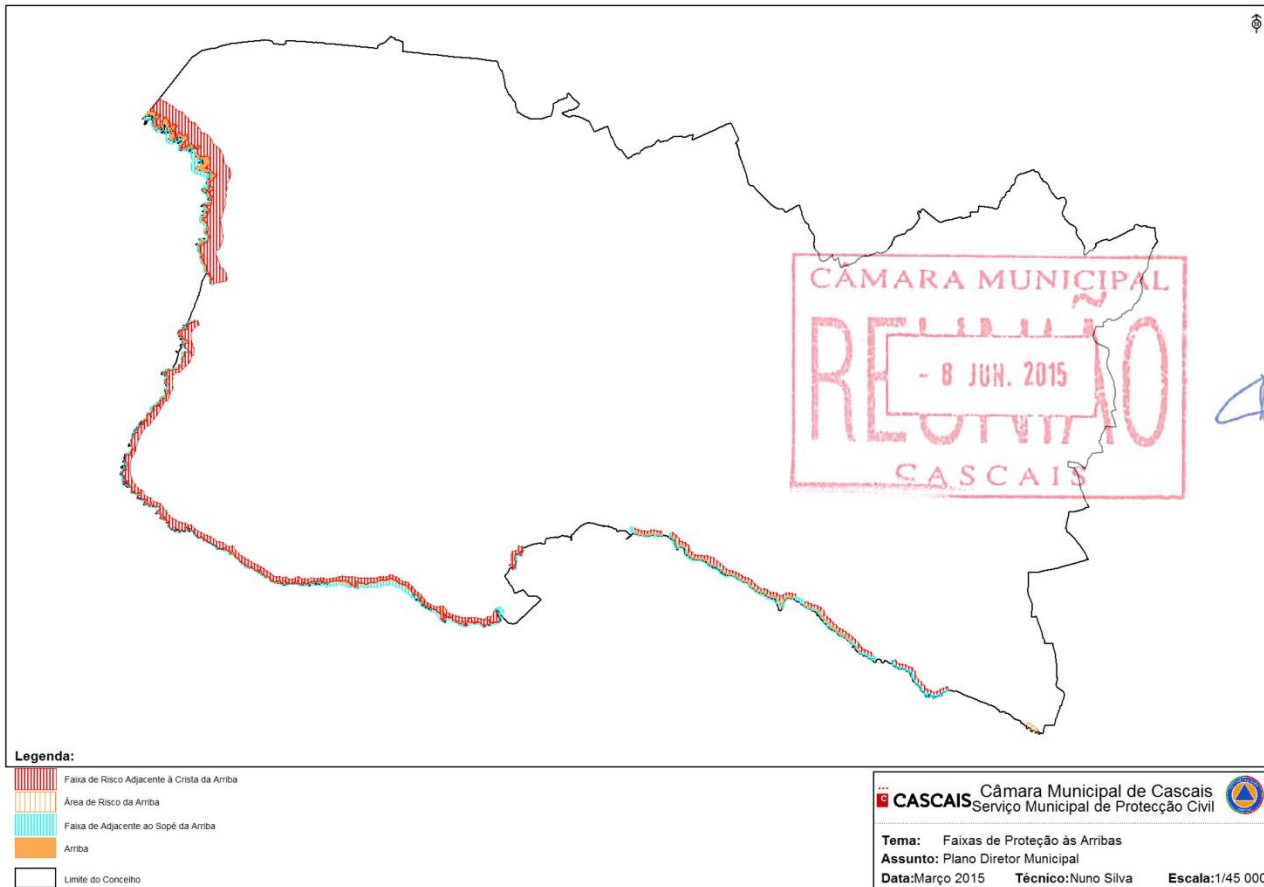 N
CÂMARA MUNICIPAL
REUNIÃO
- 8 JUN. 2015
CASCAIS
Legenda:
Faixa de Risco Adjacente à Crista da Arriba
Área de Risco da Arriba
Faixa de Adjacente ao Sopé da Arriba
Arriba
Limite do Concelho
C CASCAIS
Câmara Municipal de Cascais
Serviço Municipal de Protecção Civil
Tema: Faixas de Proteção às Arribas
Assunto: Plano Diretor Municipal
Data:Março 2015 Técnico:Nuno Silva Escala:1/45 000